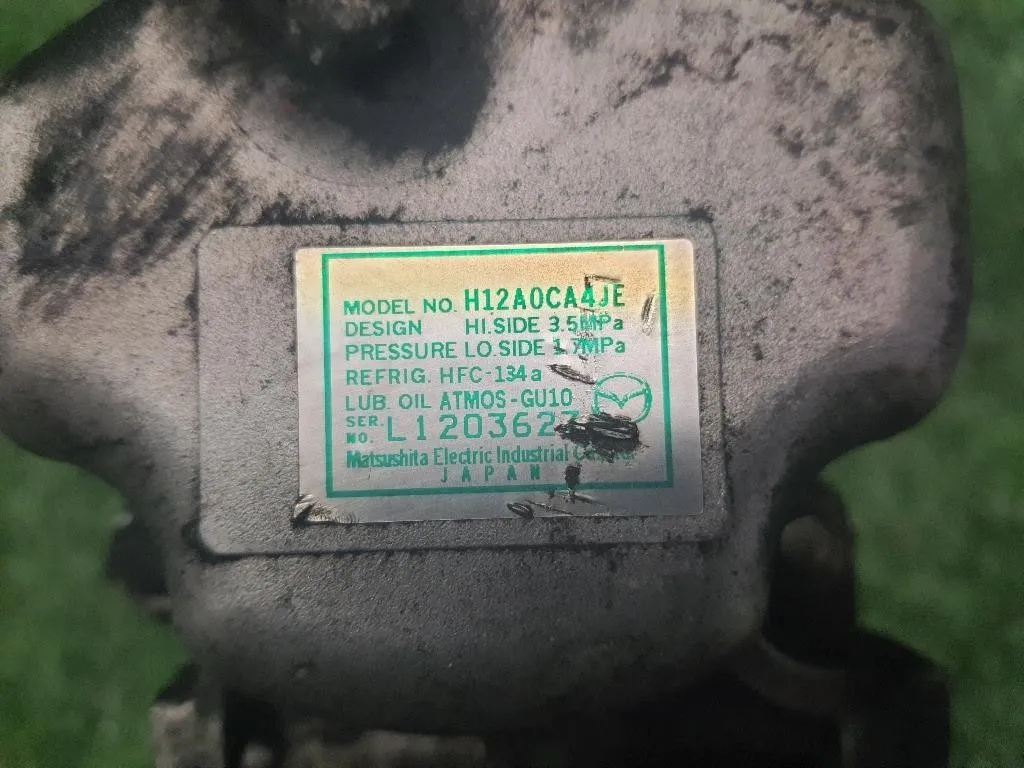 MODEL NO. H12A0CA4JE
DESIGN HI.SIDE 3.5MPa
PRESSURE LO.SIDE 1.7MPa
REFRIG. HFC-134a
LUB. OIL ATMOS-GU10
SER. NO. L1203627
Matsushita Electric Industrial
JAPAN